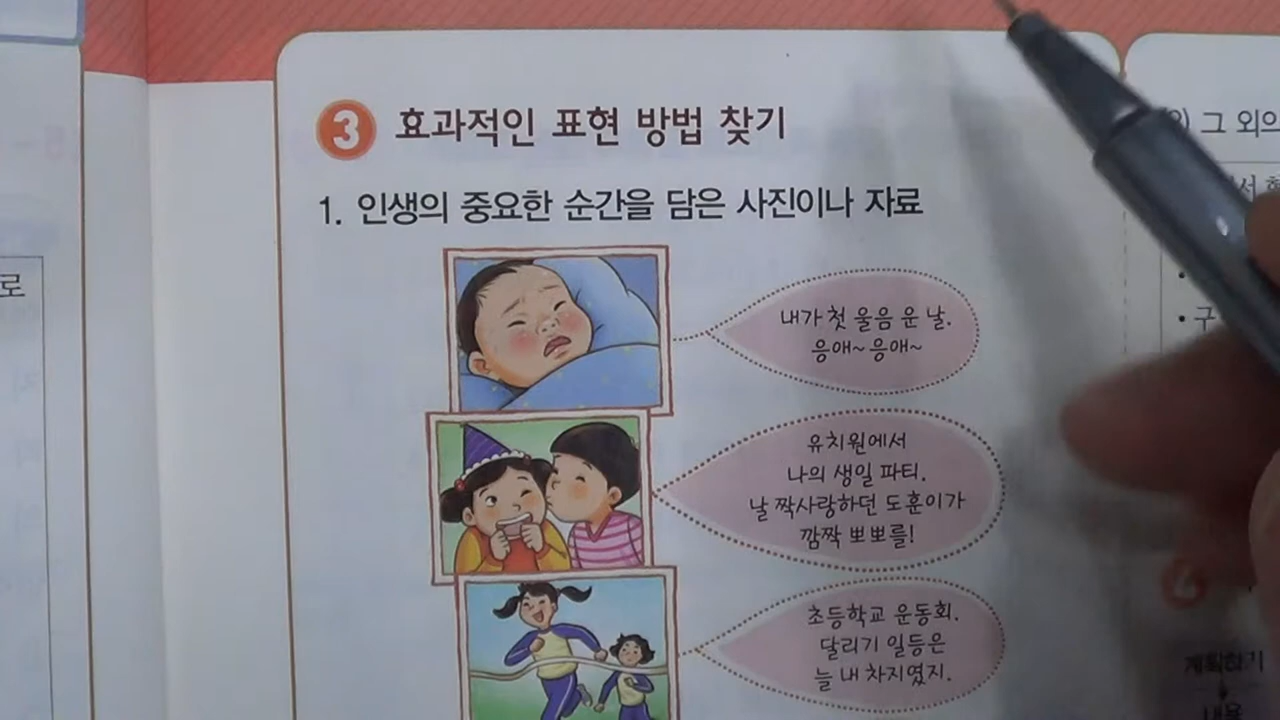 3 효과적인 표현 방법 찾기
1. 인생의 중요한 순간을 담은 사진이나 자료
내가 첫 울음 운 날.
응애~ 응애~
유치원에서
나의 생일 파티.
날 짝사랑하던 도훈이가
깜짝 뽀뽀를!
초등학교 운동회.
달리기 일등은
늘 내 차지였지.
로
그 외의
• 구
계획하기
내용